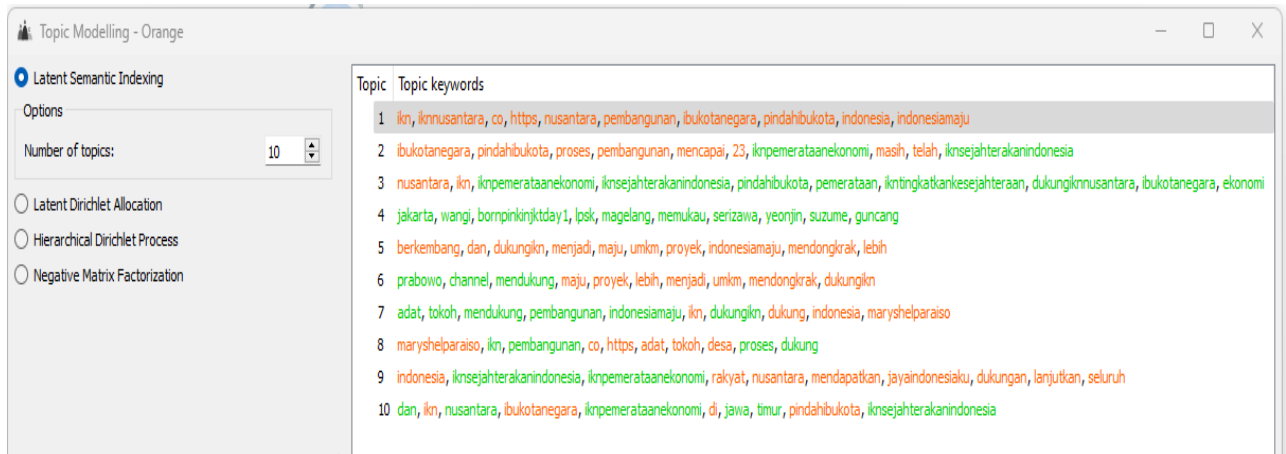 Topic Modelling - Orange
Latent Semantic Indexing
Options
Number of topics: 10
Latent Dirichlet Allocation
Hierarchical Dirichlet Process
Negative Matrix Factorization
Topic Topic keywords
1 ikn, iknnusantara, co, https, nusantara, pembangunan, ibukotanegara, pindahibukota, indonesia, indonesiamaju
2 ibukotanegara, pindahibukota, proses, pembangunan, mencapai, 23, iknpemerataanekonomi, masih, telah, iknsejahterakanindonesia
3 nusantara, ikn, iknpemerataanekonomi, iknsejahterakanindonesia, pindahibukota, pemerataan, ikntingkatkankesejahteraan, dukungiknnusantara, ibukotanegara, ekonomi
4 jakarta, wangi, bornpinkinjktday1, lpsk, magelang, memukau, serizawa, yeonjin, suzume, guncang
5 berkembang, dan, dukungikn, menjadi, maju, umkm, proyek, indonesiamaju, mendongkrak, lebih
6 prabowo, channel, mendukung, maju, proyek, lebih, menjadi, umkm, mendongkrak, dukungikn
7 adat, tokoh, mendukung, pembangunan, indonesiamaju, ikn, dukungikn, dukung, indonesia, maryshelparaiso
8 maryshelparaiso, ikn, pembangunan, co, https, adat, tokoh, desa, proses, dukung
9 indonesia, iknsejahterakanindonesia, iknpemerataanekonomi, rakyat, nusantara, mendapatkan, jayaindonesiaku, dukungan, lanjutkan, seluruh
10 dan, ikn, nusantara, ibukotanegara, iknpemerataanekonomi, di, jawa, timur, pindahibukota, iknsejahterakanindonesia